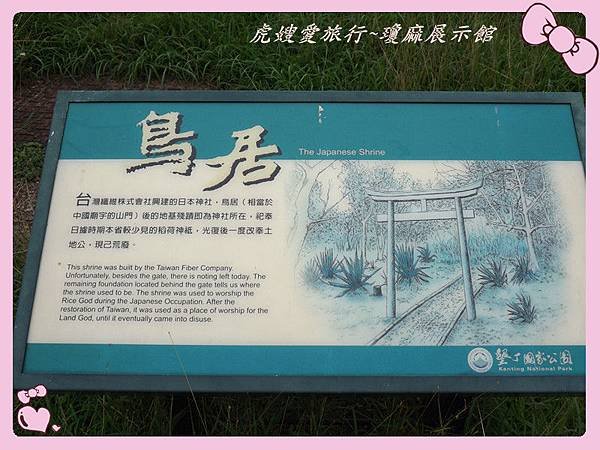 虎嫂愛旅行~瓊麻展示館
鳥居
The Japanese Shrine
台灣纖維株式會社興建的日本神社，鳥居（相當於
中國廟宇的山門）後的地基殘蹟即為神社所在，祀奉
日據時期本省較少見的稻荷神祇，光復後一度改奉土
地公，現已荒廢。
This shrine was built by the Taiwan Fiber Company.
Unfortunately, besides the gate, there is noting left today. The
remaining foundation located behind the gate tells us where
the shrine used to be. The shrine was used to worship the
Rice God during the Japanese Occupation. After the
restoration of Taiwan, it was used as a place of worship for the
Land God, until it eventually came into disuse.
墾丁國家公園
Kenting National Park